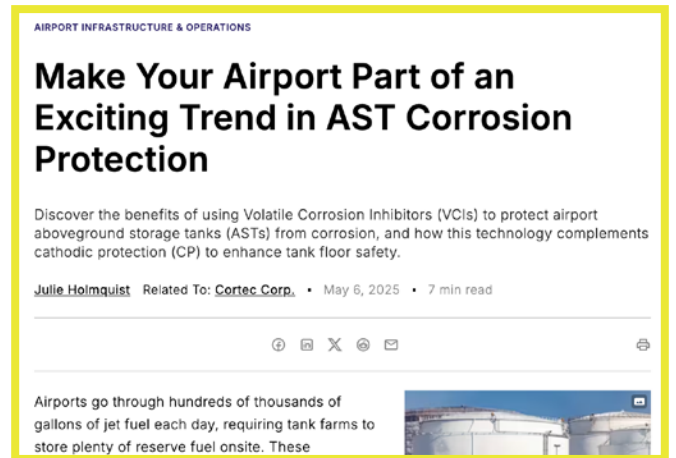 AIRPORT INFRASTRUCTURE & OPERATIONS
Make Your Airport Part of an
Exciting Trend in AST Corrosion
Protection
Discover the benefits of using Volatile Corrosion Inhibitors (VCIs) to protect airport
aboveground storage tanks (ASTs) from corrosion, and how this technology complements
cathodic protection (CP) to enhance tank floor safety.
Julie Holmquist Related To: Cortec Corp. • May 6, 2025 • 7 min read
Airports go through hundreds of thousands of
gallons of jet fuel each day, requiring tank farms to
store plenty of reserve fuel onsite. These